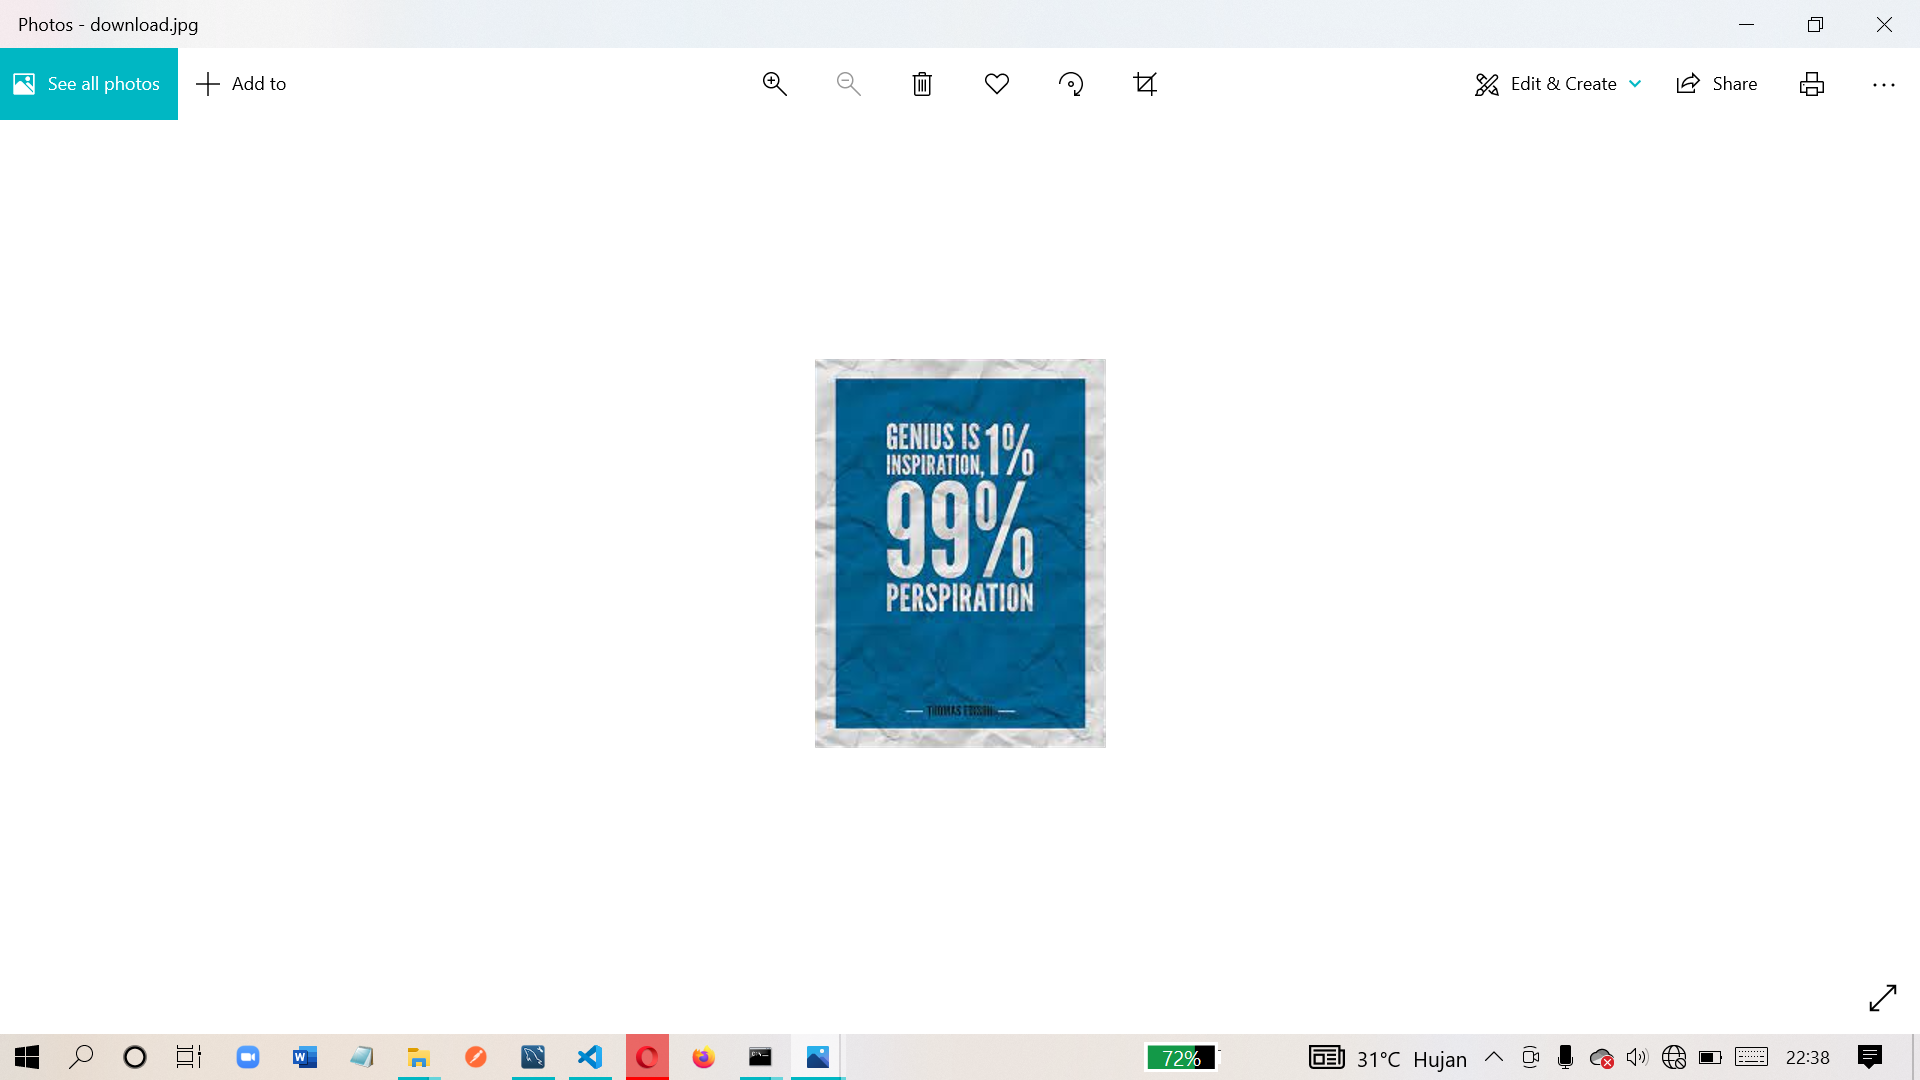 Photos - download.jpg
See all photos
Add to
Edit & Create
Share
GENIUS IS 1%
INSPIRATION,
99%
PERSPIRATION
THOMAS EDISON
72%
31°C Hujan
22:38